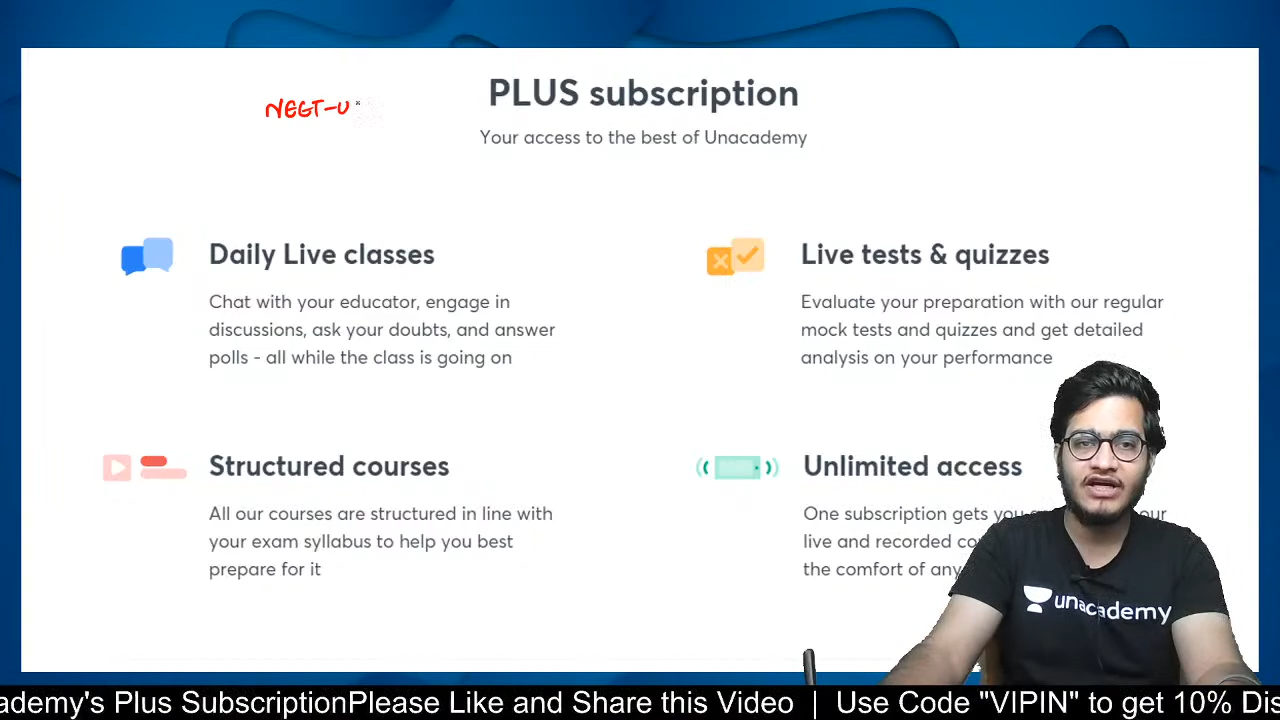 NEET-U
PLUS subscription
Your access to the best of Unacademy
Daily Live classes
Chat with your educator, engage in
discussions, ask your doubts, and answer
polls - all while the class is going on
Live tests & quizzes
Evaluate your preparation with our regular
mock tests and quizzes and get detailed
analysis on your performance
Structured courses
All our courses are structured in line with
your exam syllabus to help you best
prepare for it
Unlimited access
One subscription gets you our
live and recorded
the comfort of any
unacademy
ademy's Plus SubscriptionPlease Like and Share this Video | Use Code "VIPIN" to get 10% Dis